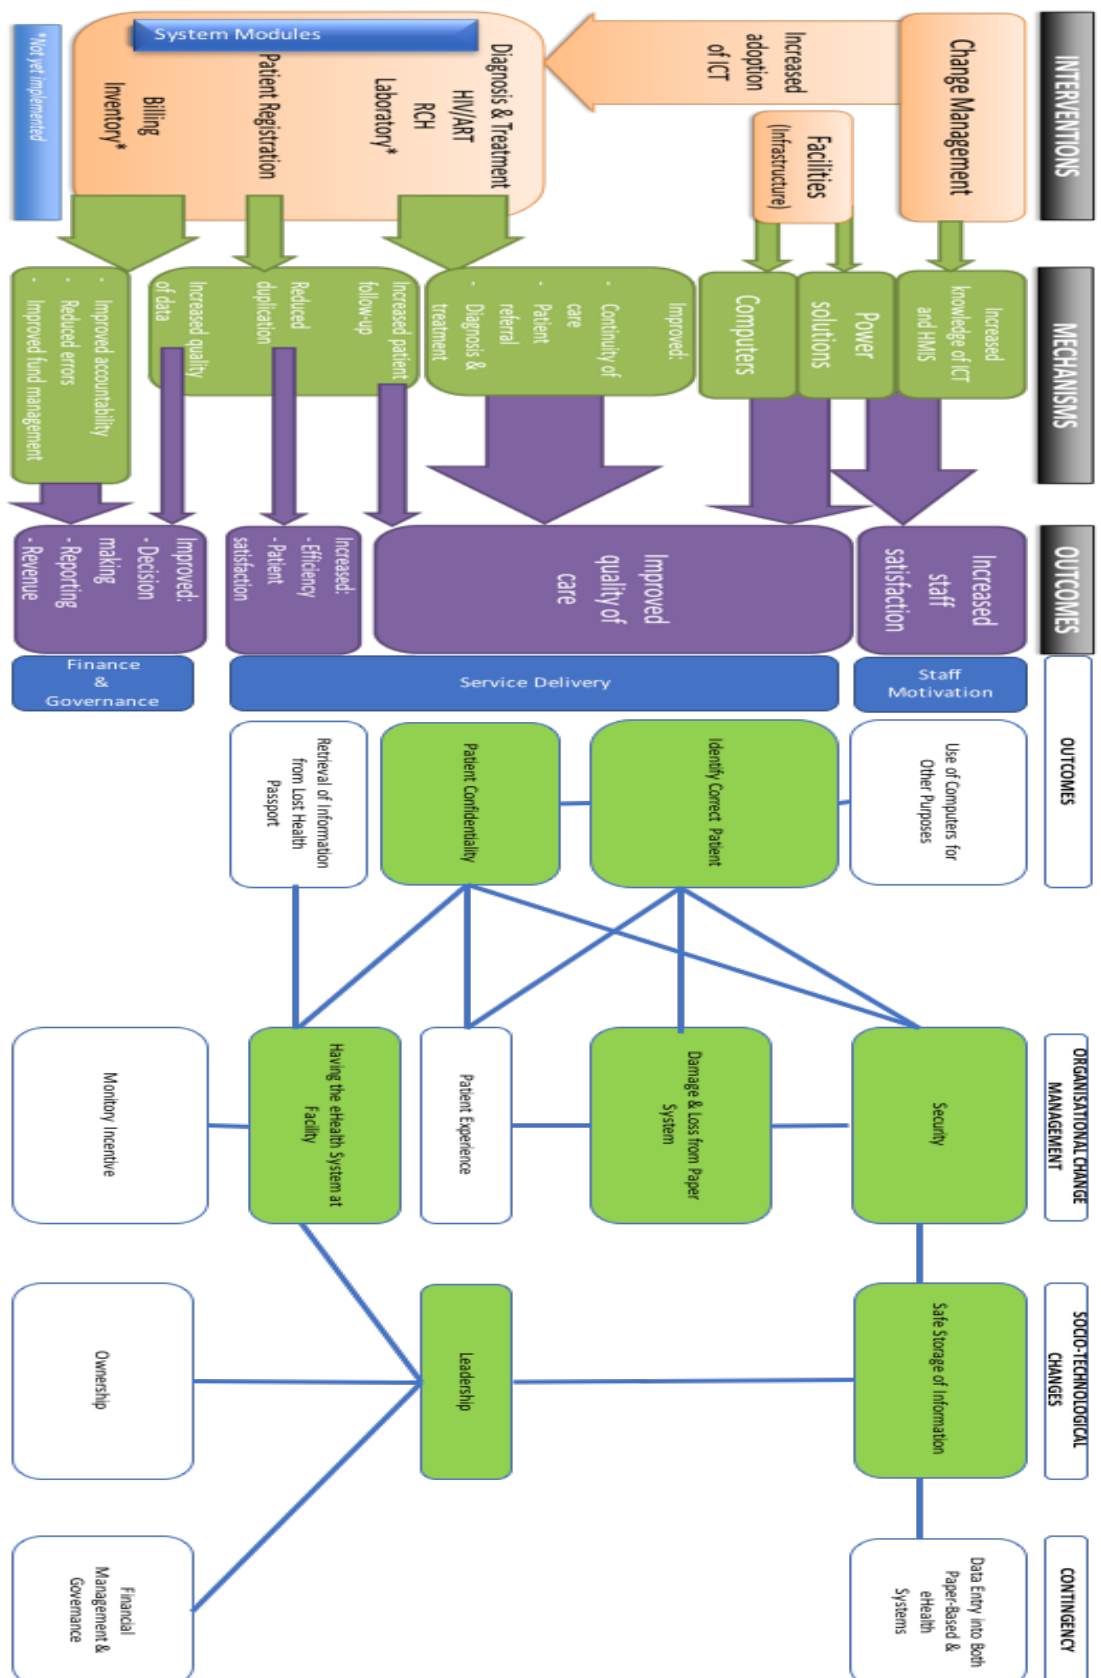 INTERVENTIONS
Change Management
Increased
adoption
of ICT
Facilities
(Infrastructure)
System Modules
Diagnosis & Treatment
HIV/ART
RCH
Laboratory*
Patient Registration
Billing
Inventory*
*Not yet implemented
MECHANISMS
Increased
knowledge of ICT
and HMIS
Power
solutions
Computers
Improved:
· Continuity of
care
· Patient
referral
· Diagnosis &
treatment
Increased patient
follow-up
Reduced
duplication
Increased quality
of data
· Improved accountability
· Reduced errors
· Improved fund management
OUTCOMES
Increased
staff
satisfaction
Improved
quality of
care
Increased:
- Efficiency
- Patient
satisfaction
Improved:
- Decision
making
- Reporting
- Revenue
Staff
Motivation
Service Delivery
Finance
&
Governance
OUTCOMES
Use of Computers for
Other Purposes
Identify Correct Patient
Patient Confidentiality
Retrieval of Information
from Lost Health
Passport
ORGANISATIONAL CHANGE
MANAGEMENT
Security
Damage & Loss from Paper
System
Patient Experience
Having the eHealth System at
Facility
Monitory Incentive
SOCIO-TECHNOLOGICAL
CHANGES
Safe Storage of Information
Leadership
Ownership
CONTINGENCY
Data Entry into Both
Paper-Based &
eHealth
Systems
Financial
Management &
Governance